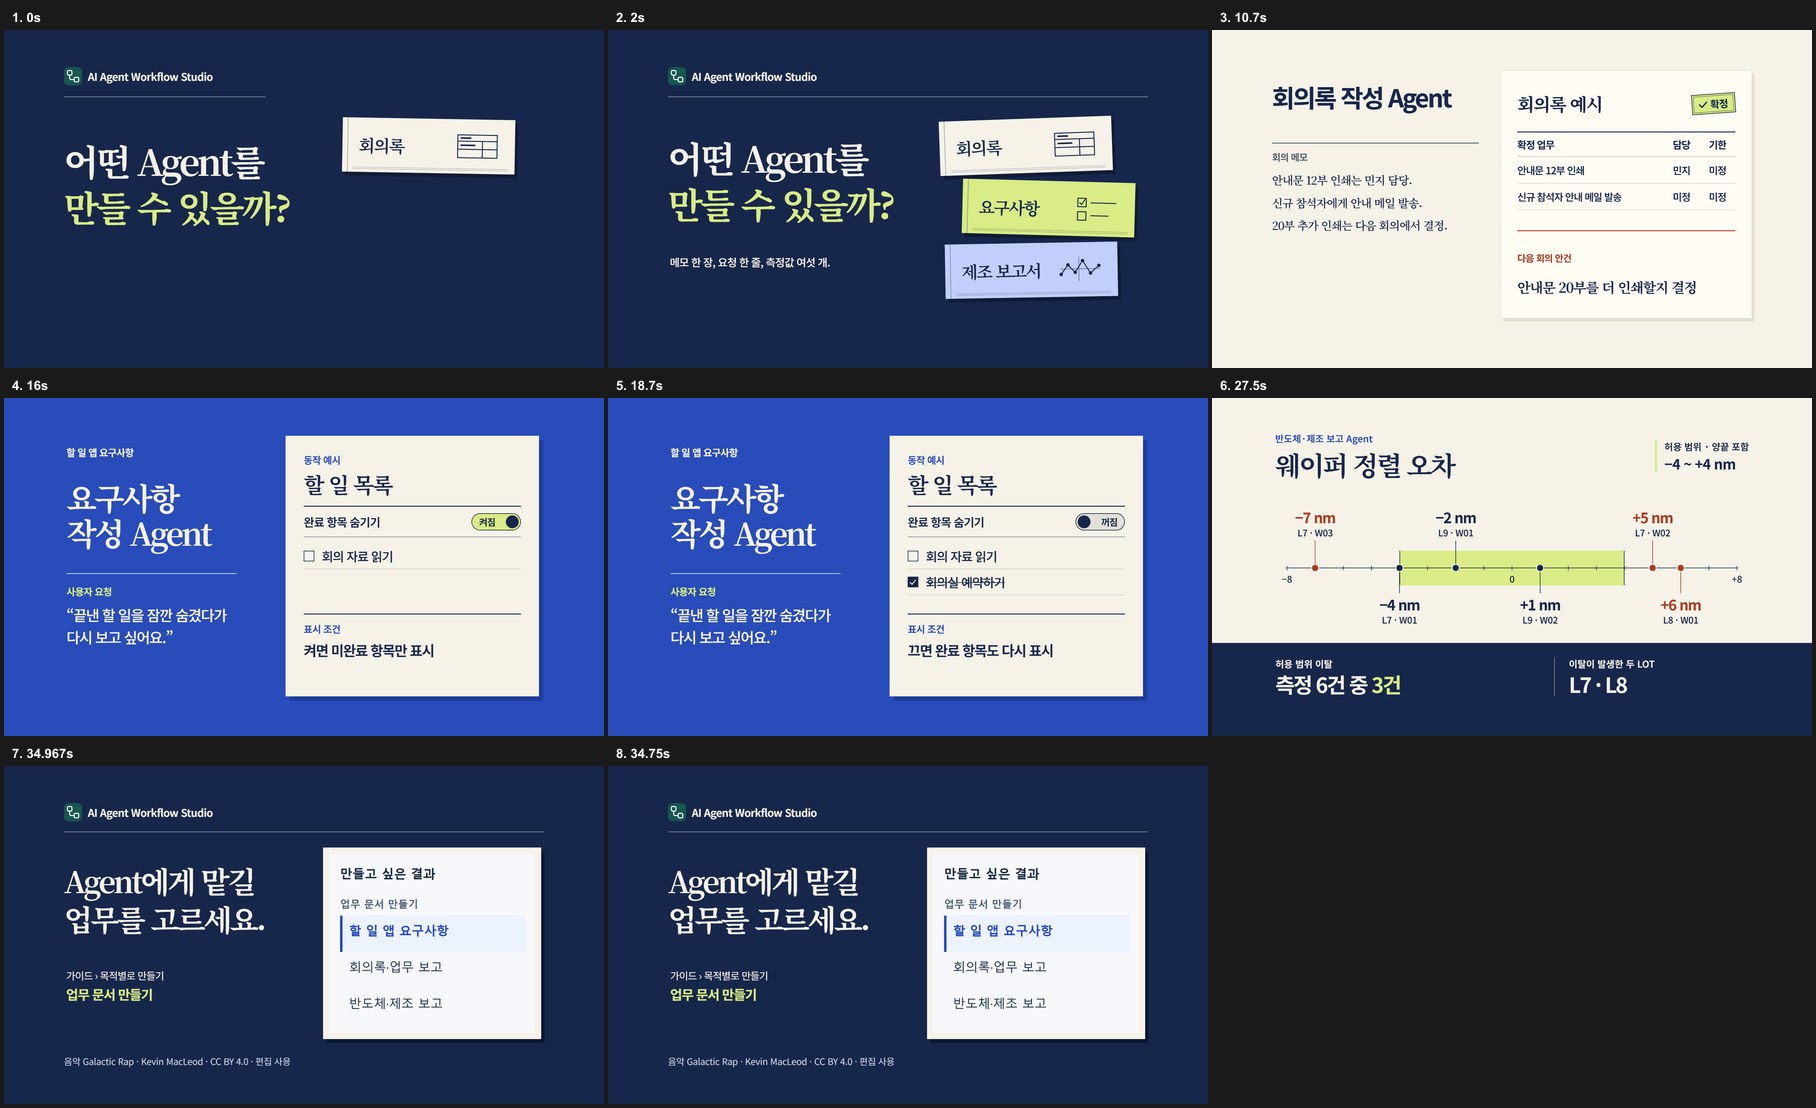 1. 0s
AI Agent Workflow Studio
어떤 Agent를
만들 수 있을까?
회의록
2. 2s
AI Agent Workflow Studio
어떤 Agent를
만들 수 있을까?
메모 한 장, 요청 한 줄, 측정값 여섯 개.
회의록
요구사항
제조 보고서
3. 10.7s
회의록 작성 Agent
회의 메모
안내문 12부 인쇄는 민지 담당.
신규 참석자에게 안내 메일 발송.
20부 추가 인쇄는 다음 회의에서 결정.
회의록 예시
확정
확정 업무 담당 기한
안내문 12부 인쇄 민지 미정
신규 참석자 안내 메일 발송 미정 미정
다음 회의 안건
안내문 20부를 더 인쇄할지 결정
4. 16s
할 일 앱 요구사항
요구사항
작성 Agent
사용자 요청
“끝낸 할 일을 잠깐 숨겼다가
다시 보고 싶어요.”
동작 예시
할 일 목록
완료 항목 숨기기 켜짐
회의 자료 읽기
표시 조건
켜면 미완료 항목만 표시
5. 18.7s
할 일 앱 요구사항
요구사항
작성 Agent
사용자 요청
“끝낸 할 일을 잠깐 숨겼다가
다시 보고 싶어요.”
동작 예시
할 일 목록
완료 항목 숨기기 꺼짐
회의 자료 읽기
회의실 예약하기
표시 조건
끄면 완료 항목도 다시 표시
6. 27.5s
반도체·제조 보고 Agent
웨이퍼 정렬 오차
허용 범위 · 양끝 포함
−4 ~ +4 nm
−7 nm −2 nm +5 nm
L7 · W03 L9 · W01 L7 · W02
−8 0 +8
−4 nm +1 nm +6 nm
L7 · W01 L9 · W02 L8 · W01
허용 범위 이탈
측정 6건 중 3건
이탈이 발생한 두 LOT
L7 · L8
7. 34.967s
AI Agent Workflow Studio
Agent에게 맡길
업무를 고르세요.
가이드 › 목적별로 만들기
업무 문서 만들기
만들고 싶은 결과
업무 문서 만들기
할 일 앱 요구사항
회의록·업무 보고
반도체·제조 보고
음악 Galactic Rap · Kevin MacLeod · CC BY 4.0 · 편집 사용
8. 34.75s
AI Agent Workflow Studio
Agent에게 맡길
업무를 고르세요.
가이드 › 목적별로 만들기
업무 문서 만들기
만들고 싶은 결과
업무 문서 만들기
할 일 앱 요구사항
회의록·업무 보고
반도체·제조 보고
음악 Galactic Rap · Kevin MacLeod · CC BY 4.0 · 편집 사용